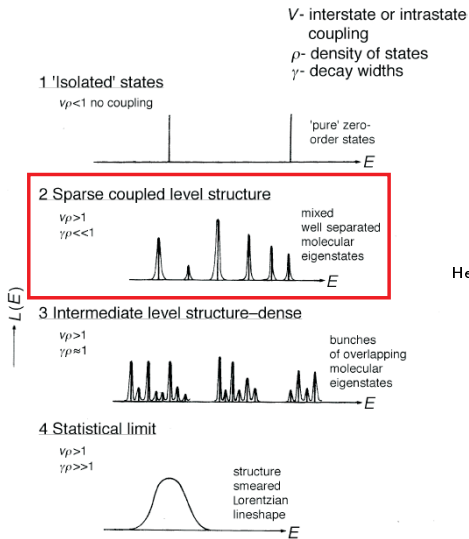 V- interstate or intrastate
coupling
ρ- density of states
γ- decay widths
1 'Isolated' states
vρ<1 no coupling
'pure' zero-
order states
E
2 Sparse coupled level structure
vρ>1
γρ<<1
mixed
well separated
molecular
eigenstates
E
He
L(E)
3 Intermediate level structure–dense
vρ>1
γρ≈1
bunches
of overlapping
molecular
eigenstates
E
4 Statistical limit
vρ>1
γρ>>1
structure
smeared
Lorentzian
lineshape
E